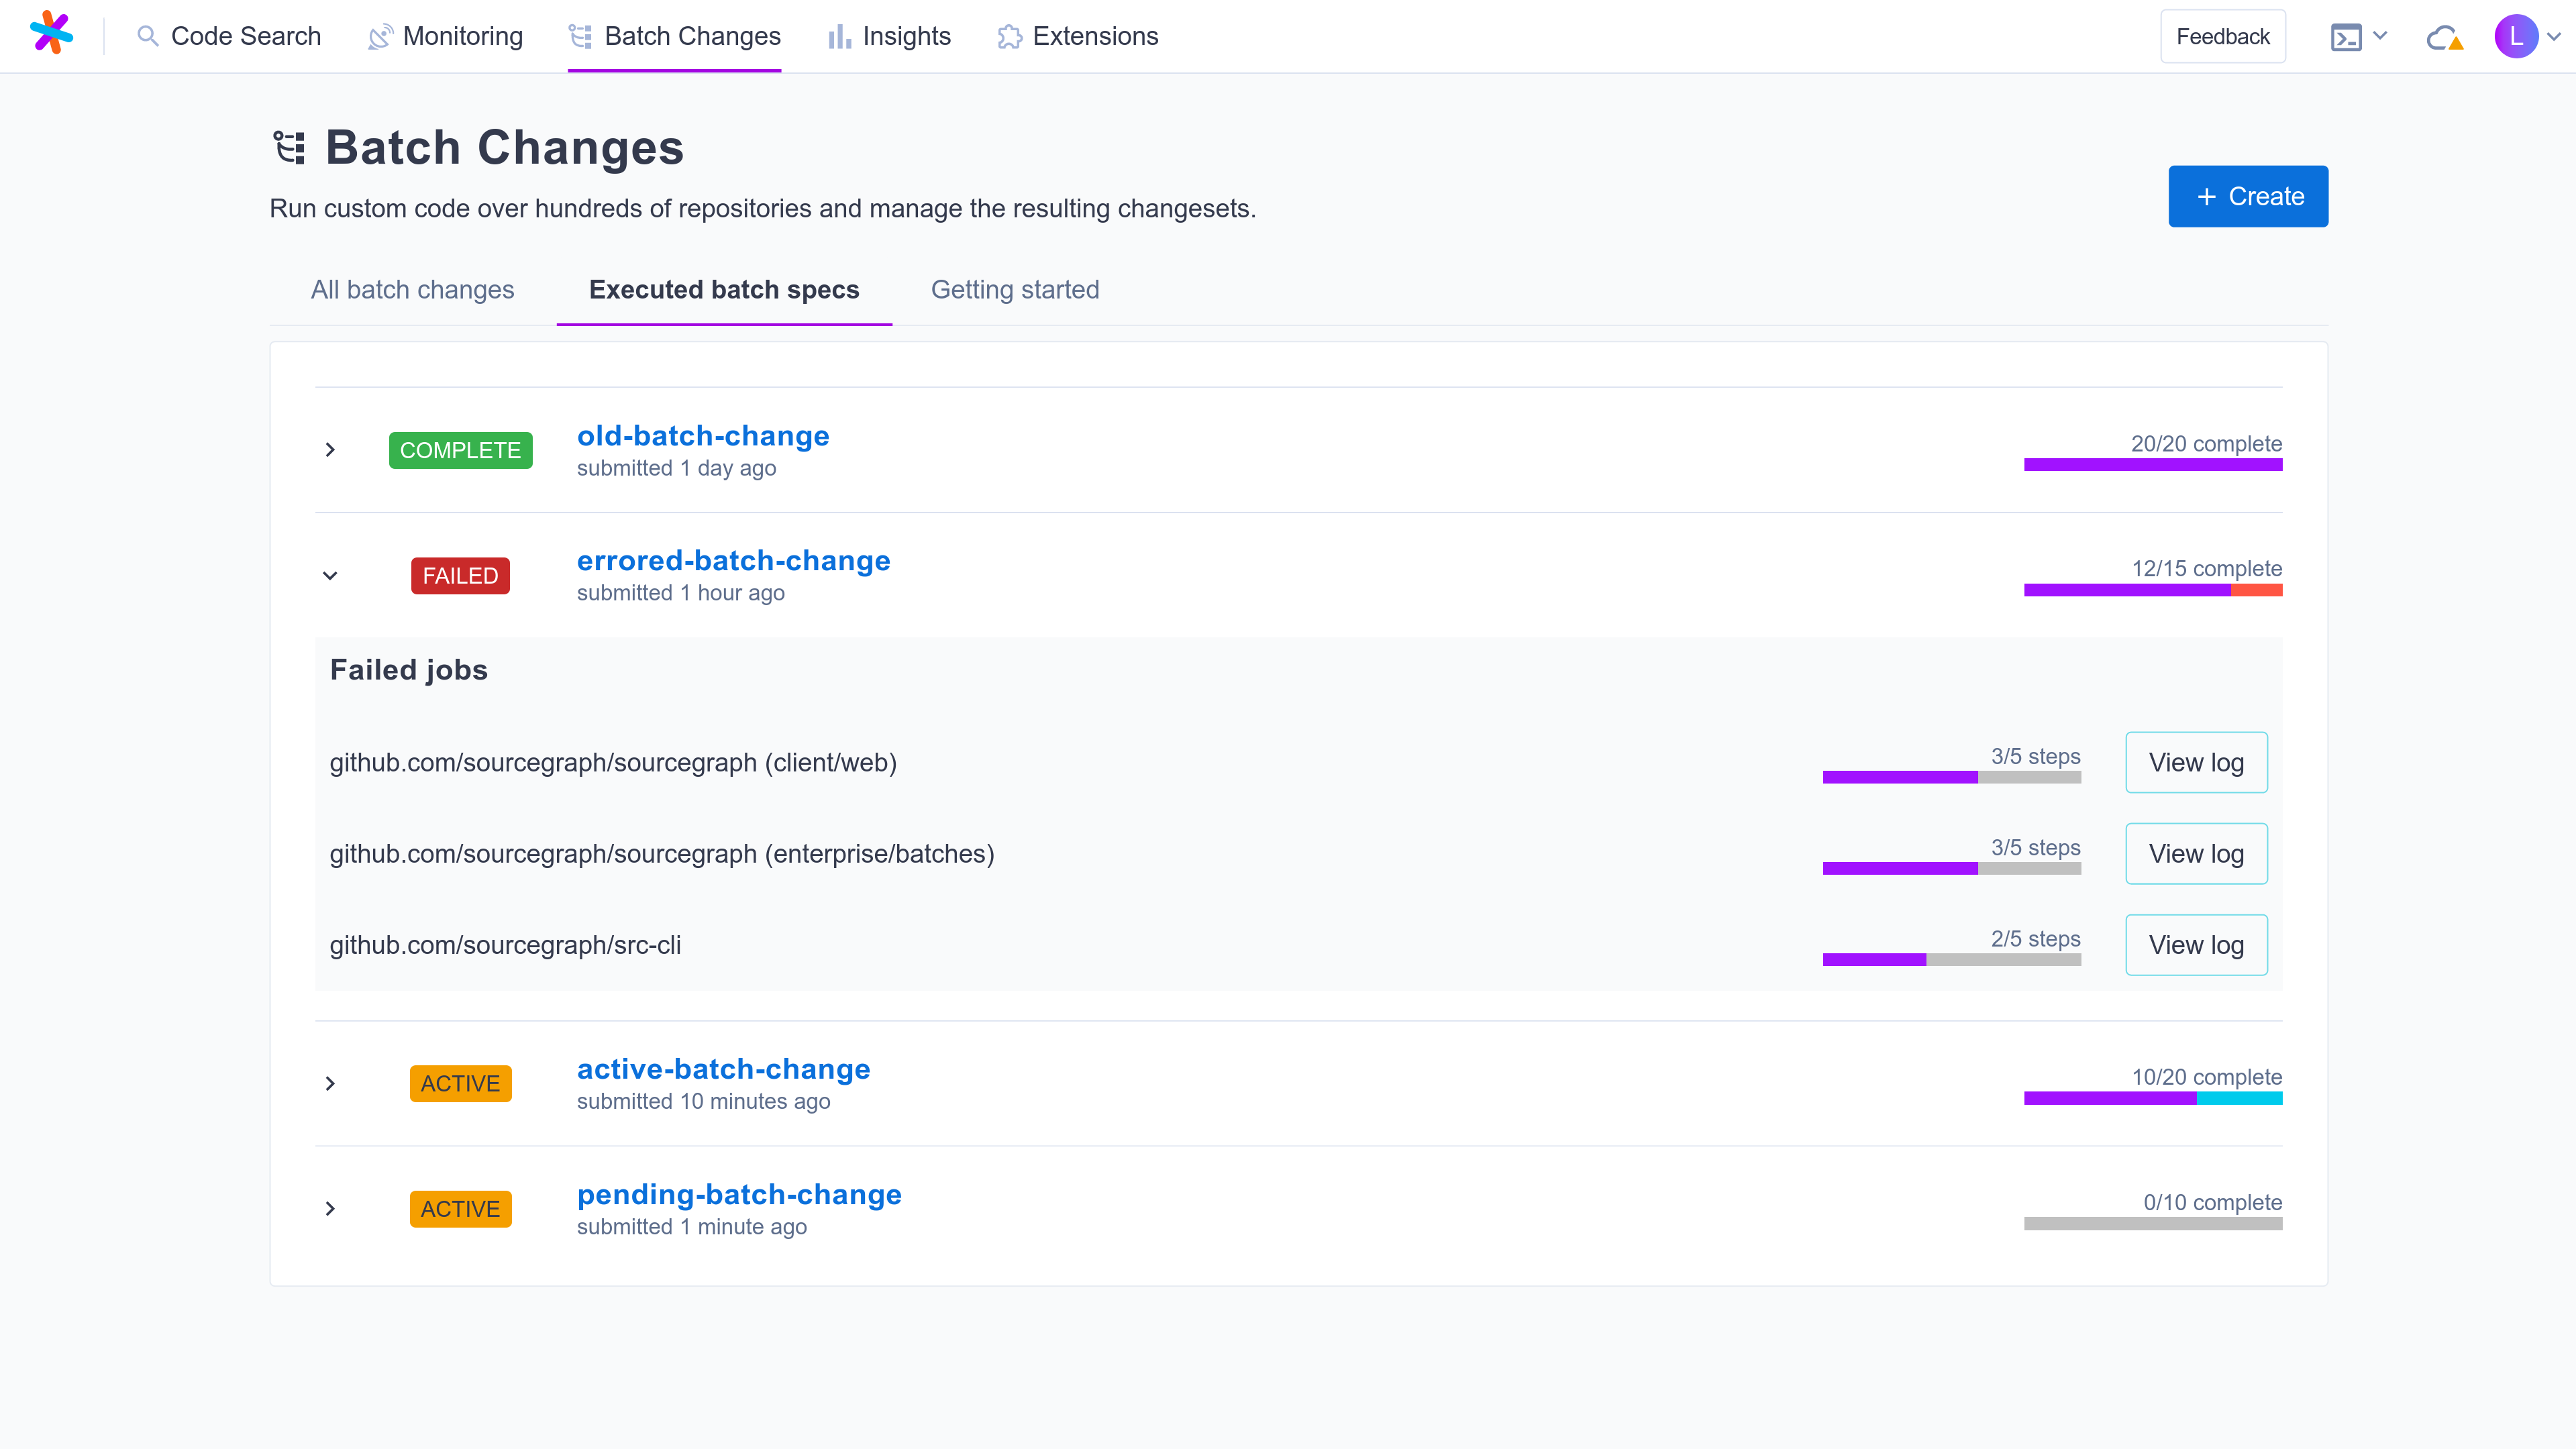 Code Search
Monitoring
Batch Changes
Insights
Extensions
Feedback
L
Batch Changes
Run custom code over hundreds of repositories and manage the resulting changesets.
+ Create
All batch changes
Executed batch specs
Getting started
COMPLETE
old-batch-change
submitted 1 day ago
20/20 complete
FAILED
errored-batch-change
submitted 1 hour ago
12/15 complete
Failed jobs
github.com/sourcegraph/sourcegraph (client/web)
3/5 steps
View log
github.com/sourcegraph/sourcegraph (enterprise/batches)
3/5 steps
View log
github.com/sourcegraph/src-cli
2/5 steps
View log
ACTIVE
active-batch-change
submitted 10 minutes ago
10/20 complete
ACTIVE
pending-batch-change
submitted 1 minute ago
0/10 complete